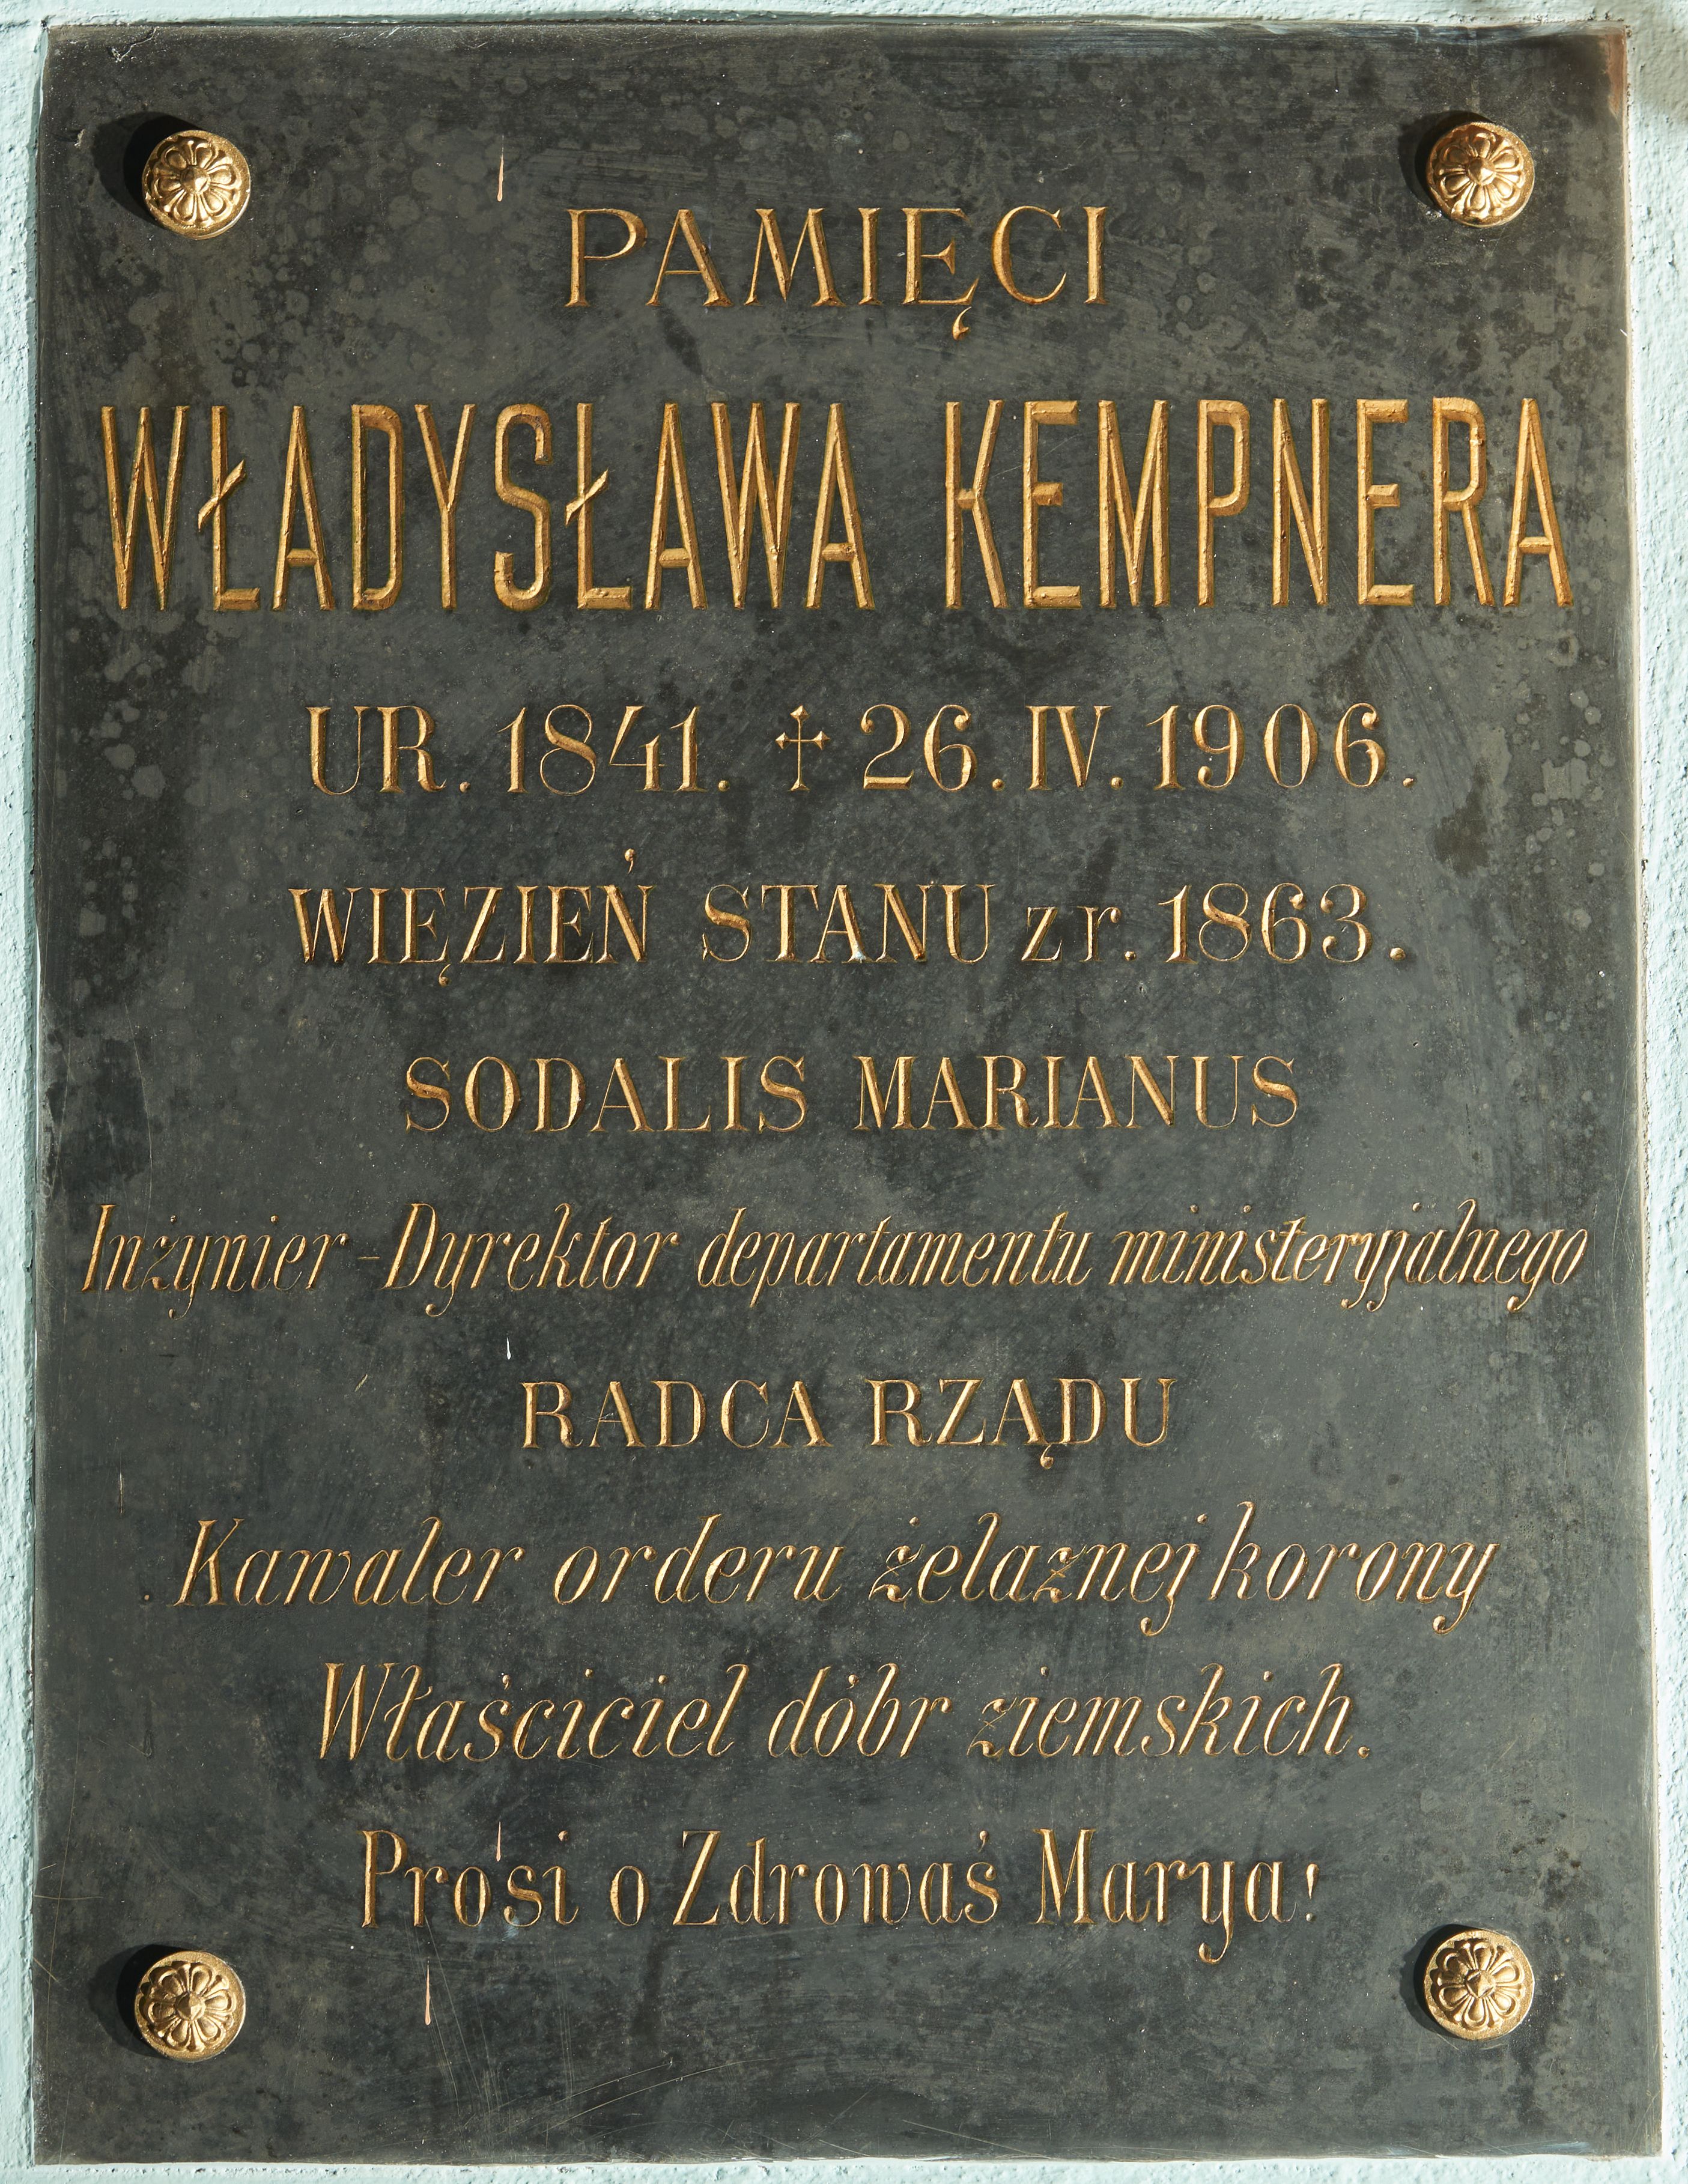 PAMIĘCI
WŁADYSŁAWA KEMPNERA
UR. 1841. ✝ 26. IV. 1906.
WIĘZIEŃ STANU z r. 1863.
SODALIS MARIANUS
Inżynier-Dyrektor departamentu ministeryjalnego
RADCA RZĄDU
Kawaler orderu żelaznej korony
Właściciel dóbr ziemskich.
Prosi o Zdrowaś Marya!